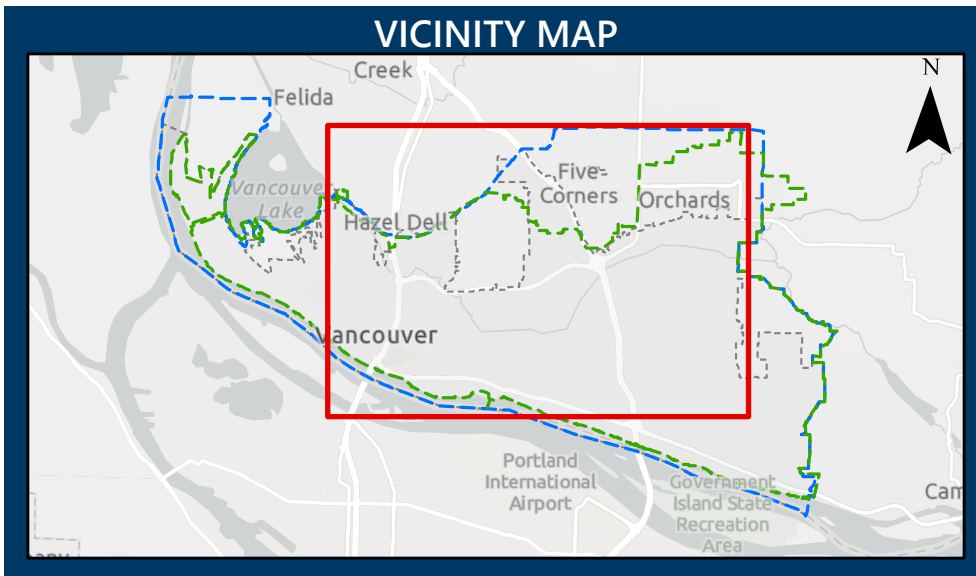 VICINITY MAP
N
Creek
Felida
Five
Corners
Vancouver
Lake
Orchards
Hazel Dell
Vancouver
Portland
International
Airport
Government
Island State
Recreation
Area
Cam